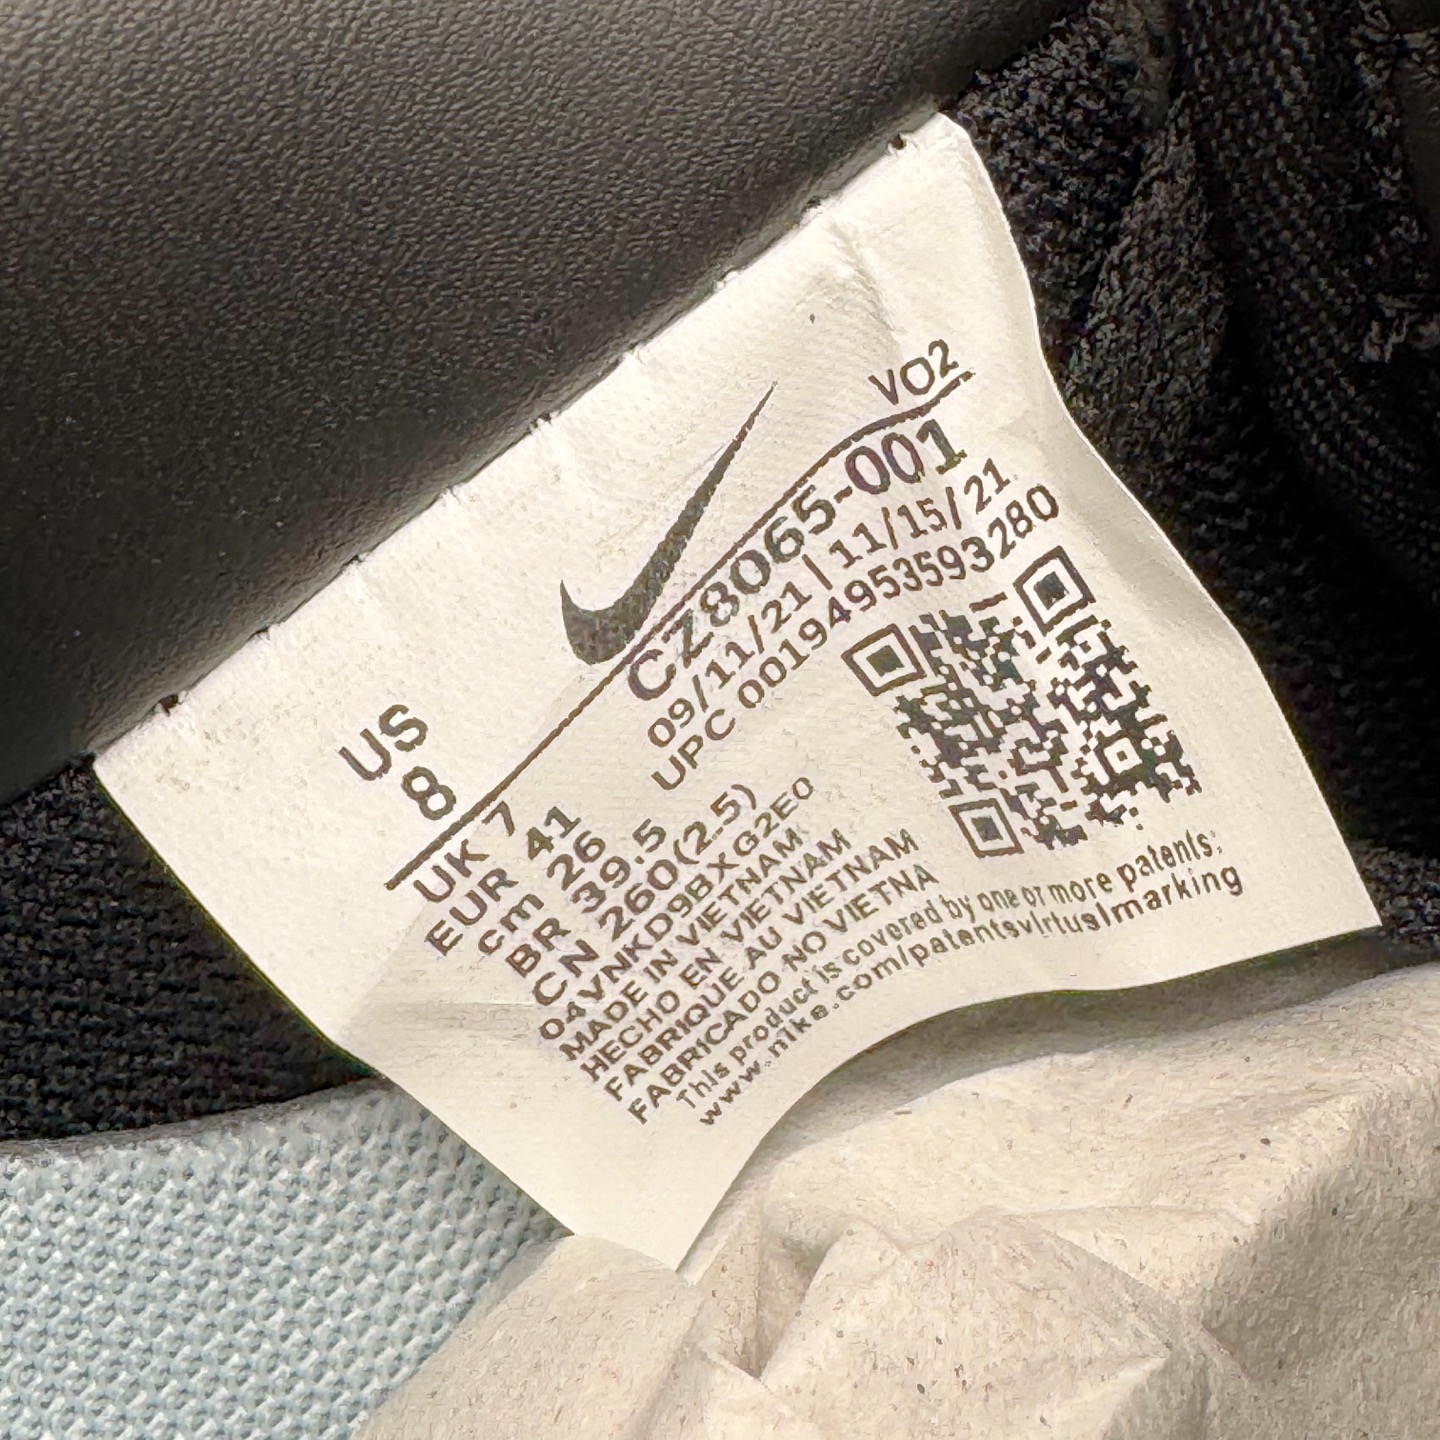 VO2
US
8
CZ8065-001
09/11/21 | 11/15/21
UPC 00194953593280
UK 7
EUR 41
cm 26
BR 39.5
CN 260(2.5)
04VNKD9BXG2E0
MADE IN VIETNAM
HECHO EN VIETNAM
FABRIQUE AU VIETNAM
FABRICADO NO VIETNA
This product is covered by one or more patents;
www.nike.com/patentsvirtuslmarking